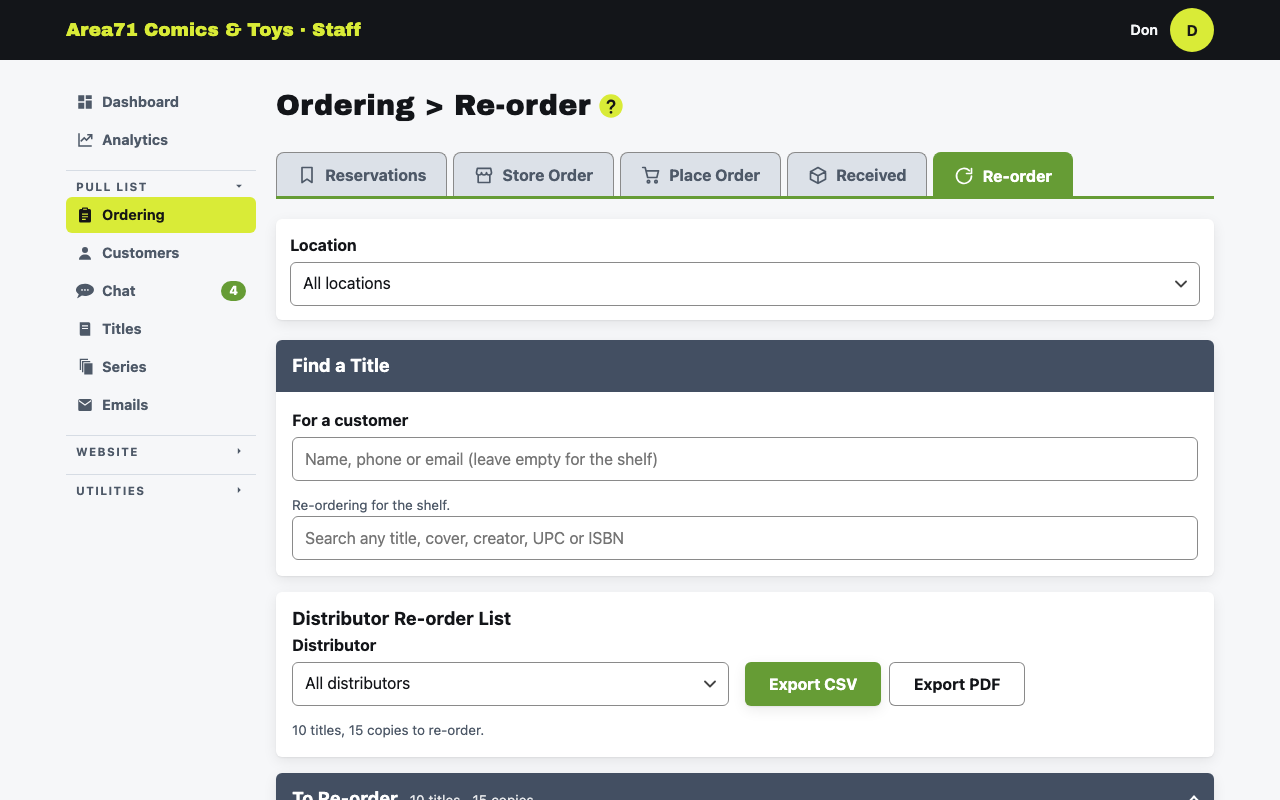 Area71 Comics & Toys · Staff
Don
D
Dashboard
Analytics
PULL LIST
Ordering
Customers
Chat
4
Titles
Series
Emails
WEBSITE
UTILITIES
Ordering > Re-order ?
Reservations
Store Order
Place Order
Received
Re-order
Location
All locations
Find a Title
For a customer
Name, phone or email (leave empty for the shelf)
Re-ordering for the shelf.
Search any title, cover, creator, UPC or ISBN
Distributor Re-order List
Distributor
All distributors
Export CSV
Export PDF
10 titles, 15 copies to re-order.
To Re-order 10 titles, 15 copies